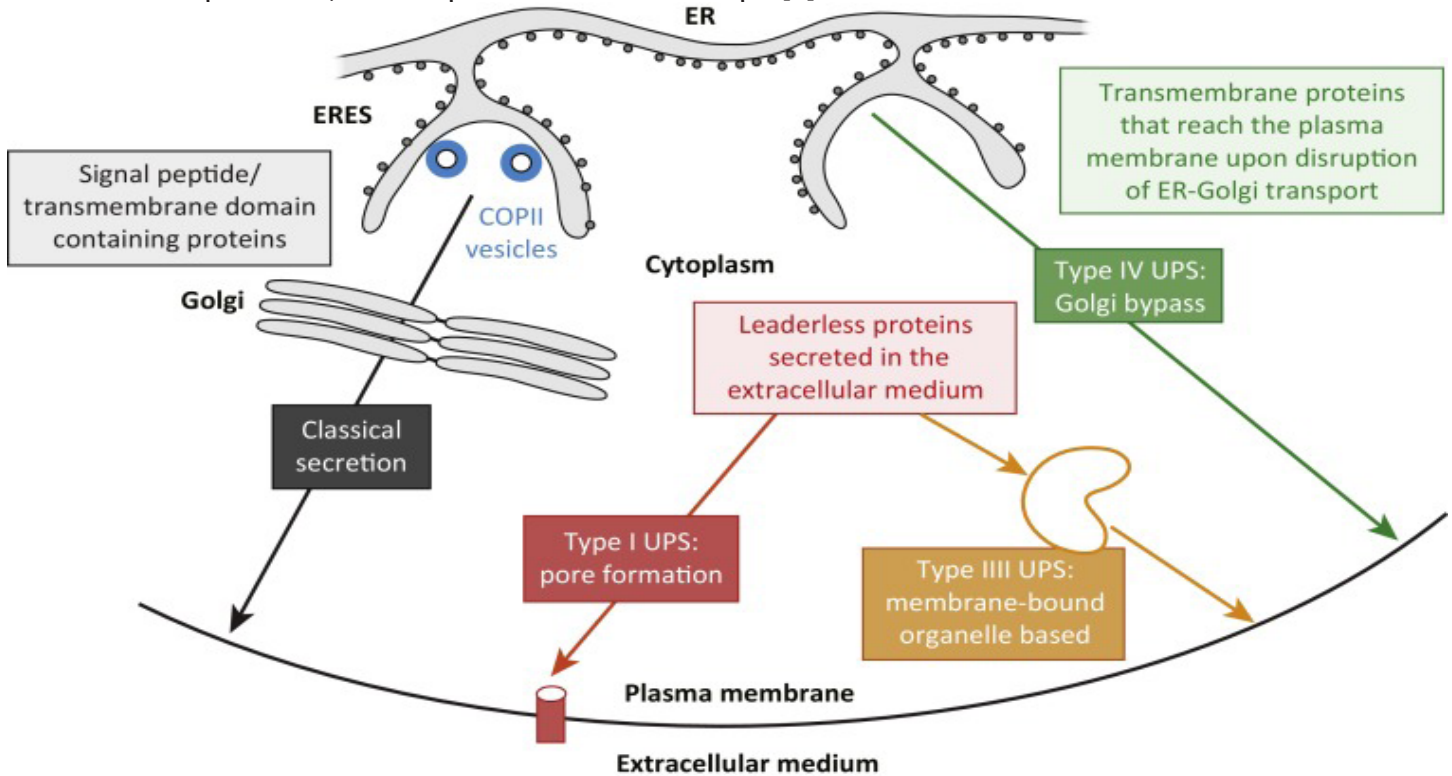 ER
ERES
Transmembrane proteins
that reach the plasma
membrane upon disruption
of ER-Golgi transport
Signal peptide/
transmembrane domain
containing proteins
COPII
vesicles
Cytoplasm
Type IV UPS:
Golgi bypass
Golgi
Leaderless proteins
secreted in the
extracellular medium
Classical
secretion
Type I UPS:
pore formation
Type IIII UPS:
membrane-bound
organelle based
Plasma membrane
Extracellular medium